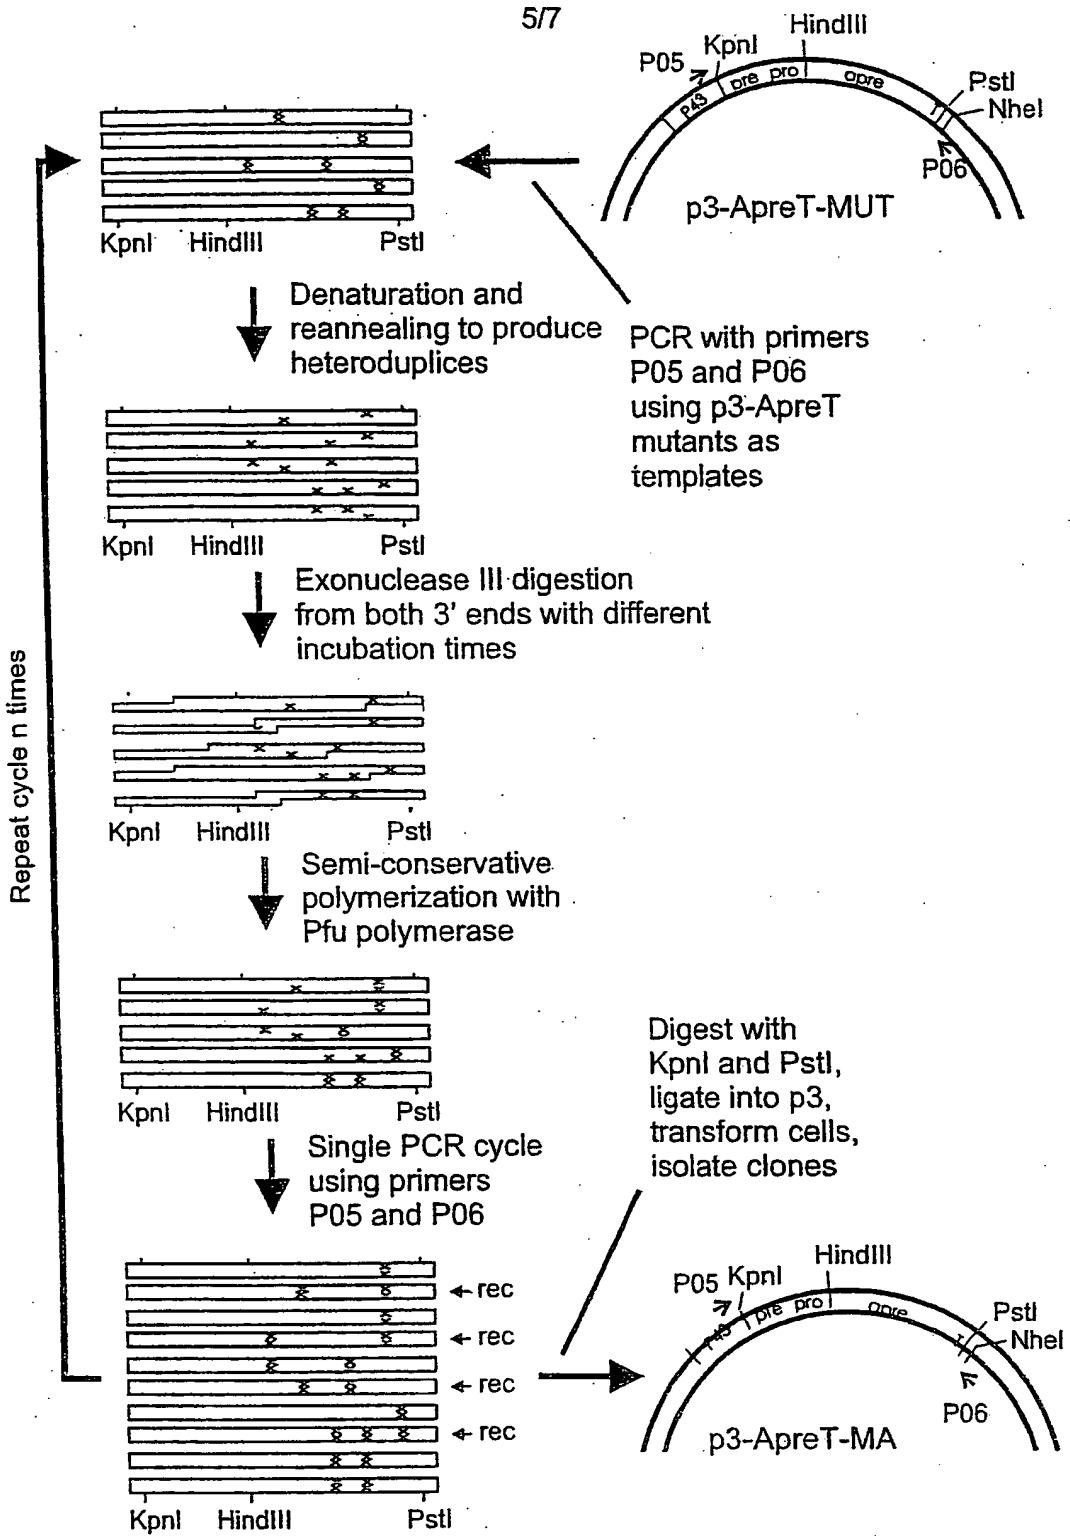 5/7
HindIII
KpnI
P05
pre pro
apre
P43
T
PstI
NheI
P06
p3-ApreT-MUT
KpnI HindIII PstI
Denaturation and
reannealing to produce
heteroduplices
PCR with primers
P05 and P06
using p3-ApreT
mutants as
templates
KpnI HindIII PstI
Exonuclease III digestion
from both 3' ends with different
incubation times
KpnI HindIII PstI
Semi-conservative
polymerization with
Pfu polymerase
Repeat cycle n times
KpnI HindIII PstI
Single PCR cycle
using primers
P05 and P06
Digest with
KpnI and PstI,
ligate into p3,
transform cells,
isolate clones
rec
rec
rec
rec
HindIII
P05 KpnI
pre pro
apre
P43
T
PstI
NheI
P06
p3-ApreT-MA
KpnI HindIII PstI